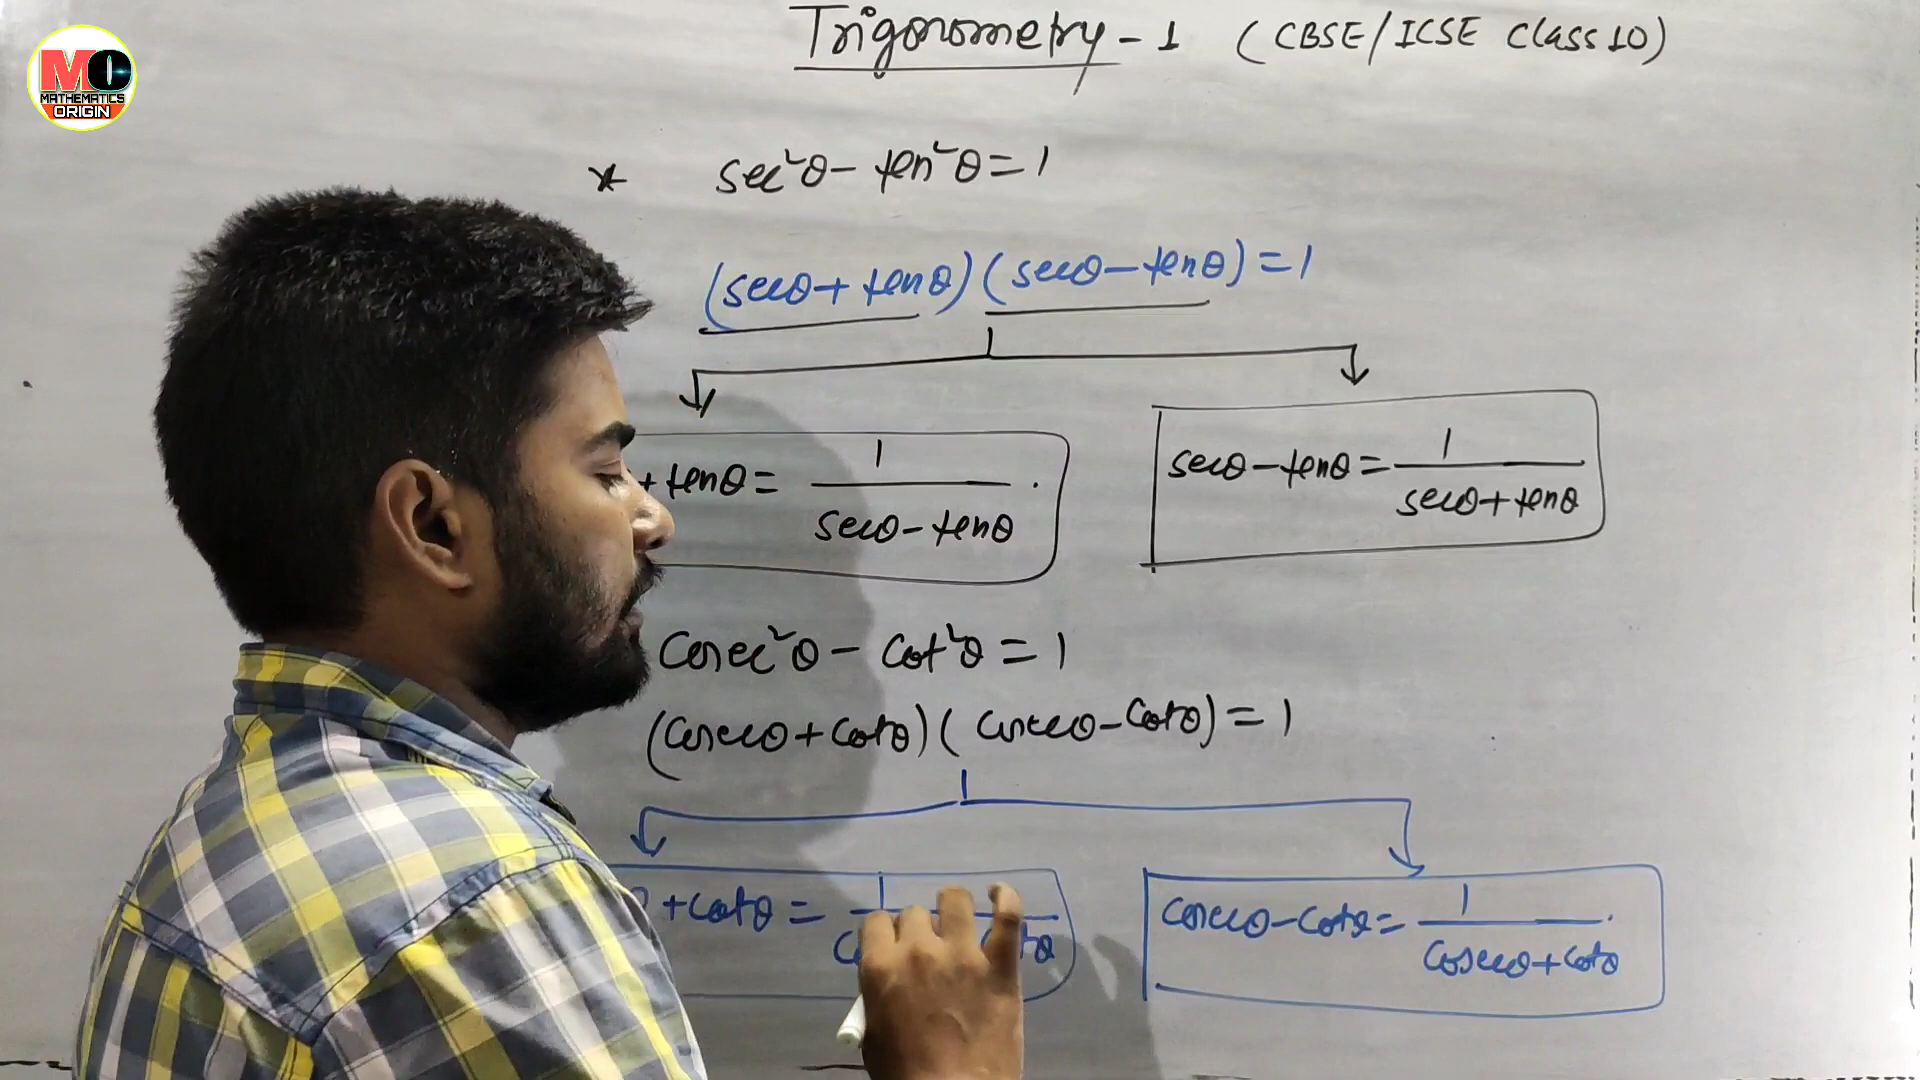 MO
MATHEMATICS
ORIGIN
Trigonometry - 1 (CBSE/ICSE Class 10)
* sec²θ - tan²θ = 1
(secθ + tanθ) (secθ - tanθ) = 1
+ tanθ = 1 / secθ - tanθ .
secθ - tanθ = 1 / secθ + tanθ
cosec²θ - cot²θ = 1
(cosecθ + cotθ) (cosecθ - cotθ) = 1
θ + cotθ = 1
cosecθ - cotθ = 1 / cosecθ + cotθ